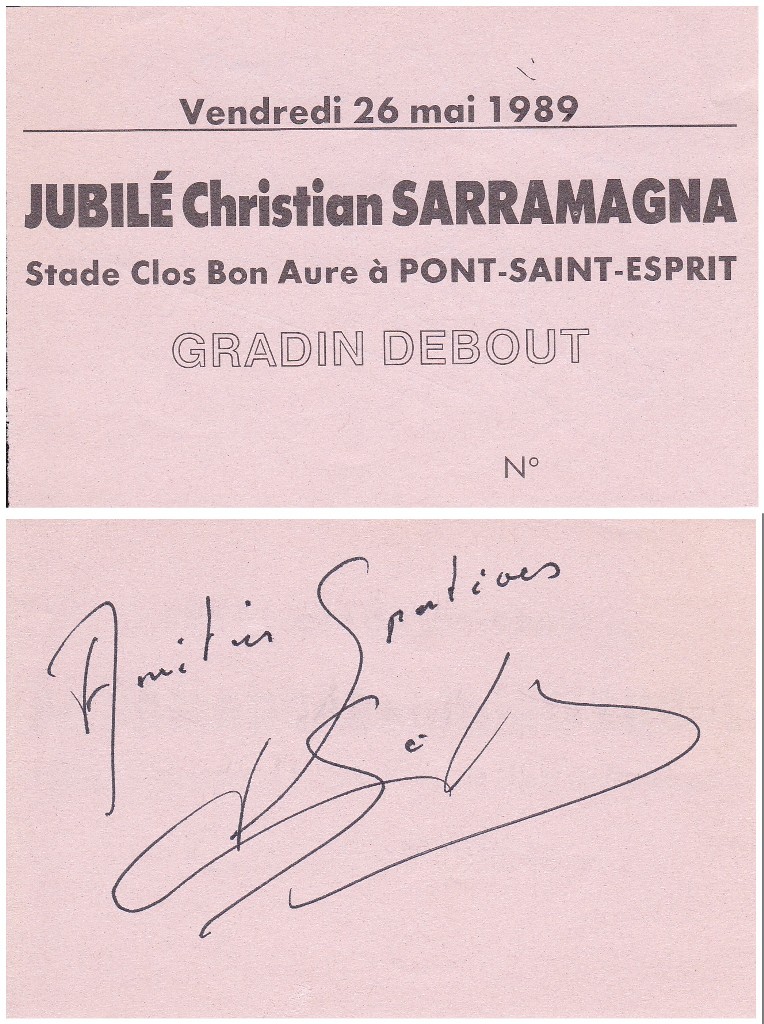 Vendredi 26 mai 1989
JUBILÉ Christian SARRAMAGNA
Stade Clos Bon Aure à PONT-SAINT-ESPRIT
GRADIN DEBOUT
N°
Amitiés Sportives